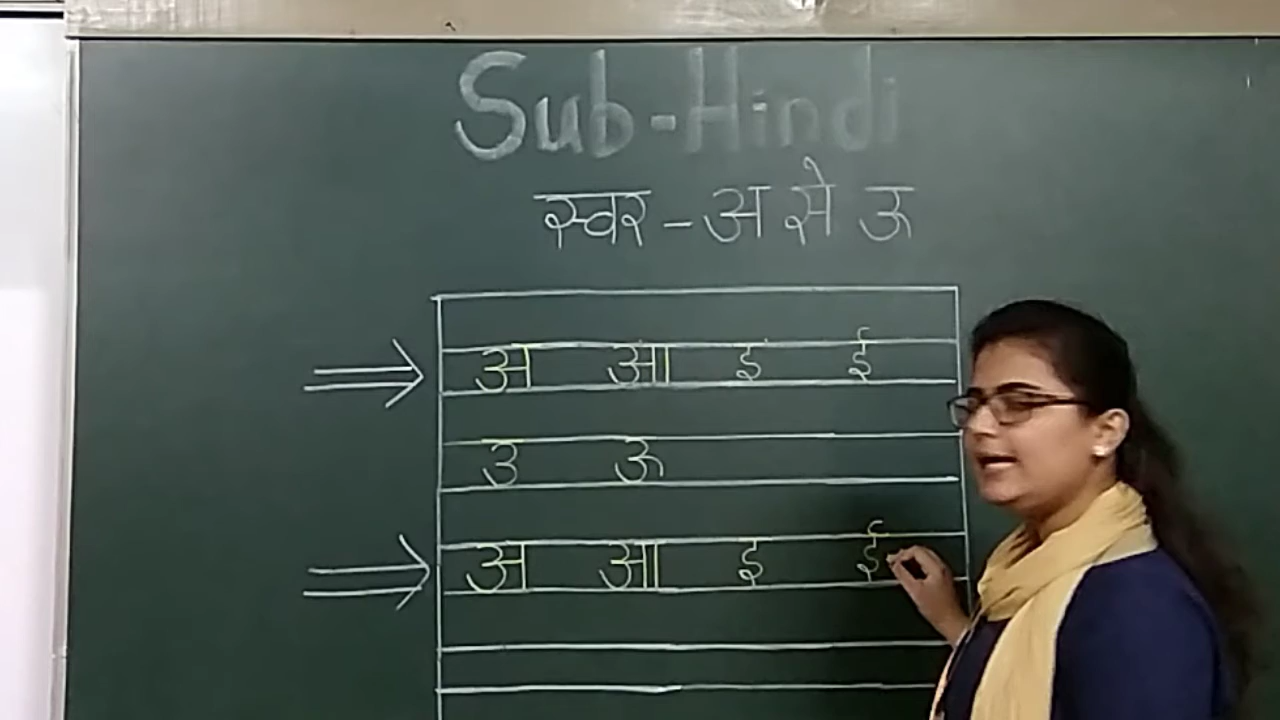 Sub-Hindi
स्वर - अ से ऊ
अ आ इ ई
उ ऊ
अ आ इ ई